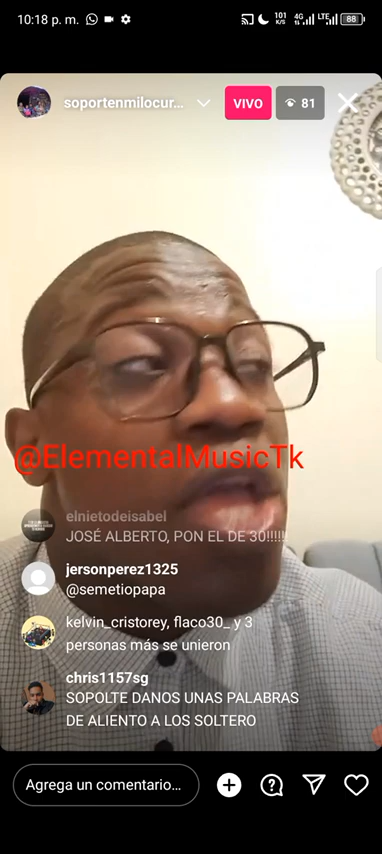 10:18 p. m.
101
K/S
4G
LTE
88
soportenmilocur...
VIVO
81
@ElementalMusicTk
elnietodeisabel
JOSÉ ALBERTO, PON EL DE 30!!!!!!
jersonperez1325
@semetiopapa
kelvin_cristorey, flaco30_ y 3
personas más se unieron
chris1157sg
SOPOLTE DANOS UNAS PALABRAS
DE ALIENTO A LOS SOLTERO
Agrega un comentario...